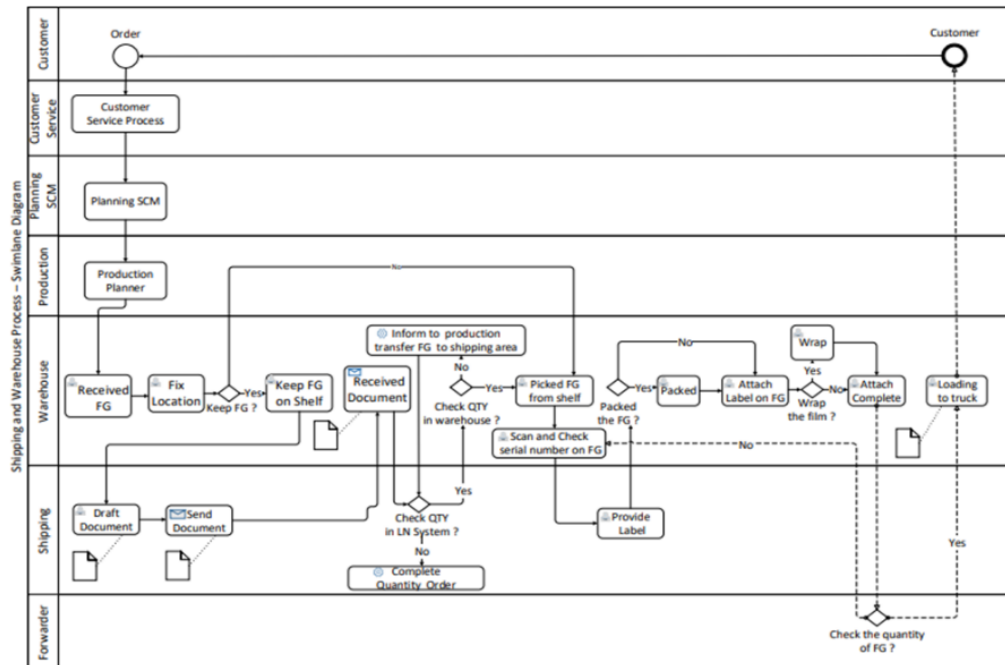 Shipping and Warehouse Process – Swimlane Diagram
Customer
Order
Customer
Customer
Service
Customer
Service Process
Planning
SCM
Planning SCM
Production
Production
Planner
No
Warehouse
Inform to production
transfer FG to shipping area
Received
FG
Fix
Location
Keep FG ?
Yes
Keep FG
on Shelf
Received
Document
No
Yes
Check QTY
in warehouse ?
Picked FG
from shelf
Scan and Check
serial number on FG
No
Packed
the FG ?
Yes
Packed
Attach
Label on FG
Wrap
Yes
Wrap
the film ?
No
Attach
Complete
Loading
to truck
No
Shipping
Draft
Document
Send
Document
Yes
Check QTY
in LN System ?
No
Complete
Quantity Order
Provide
Label
Yes
Forwarder
Check the quantity
of FG ?